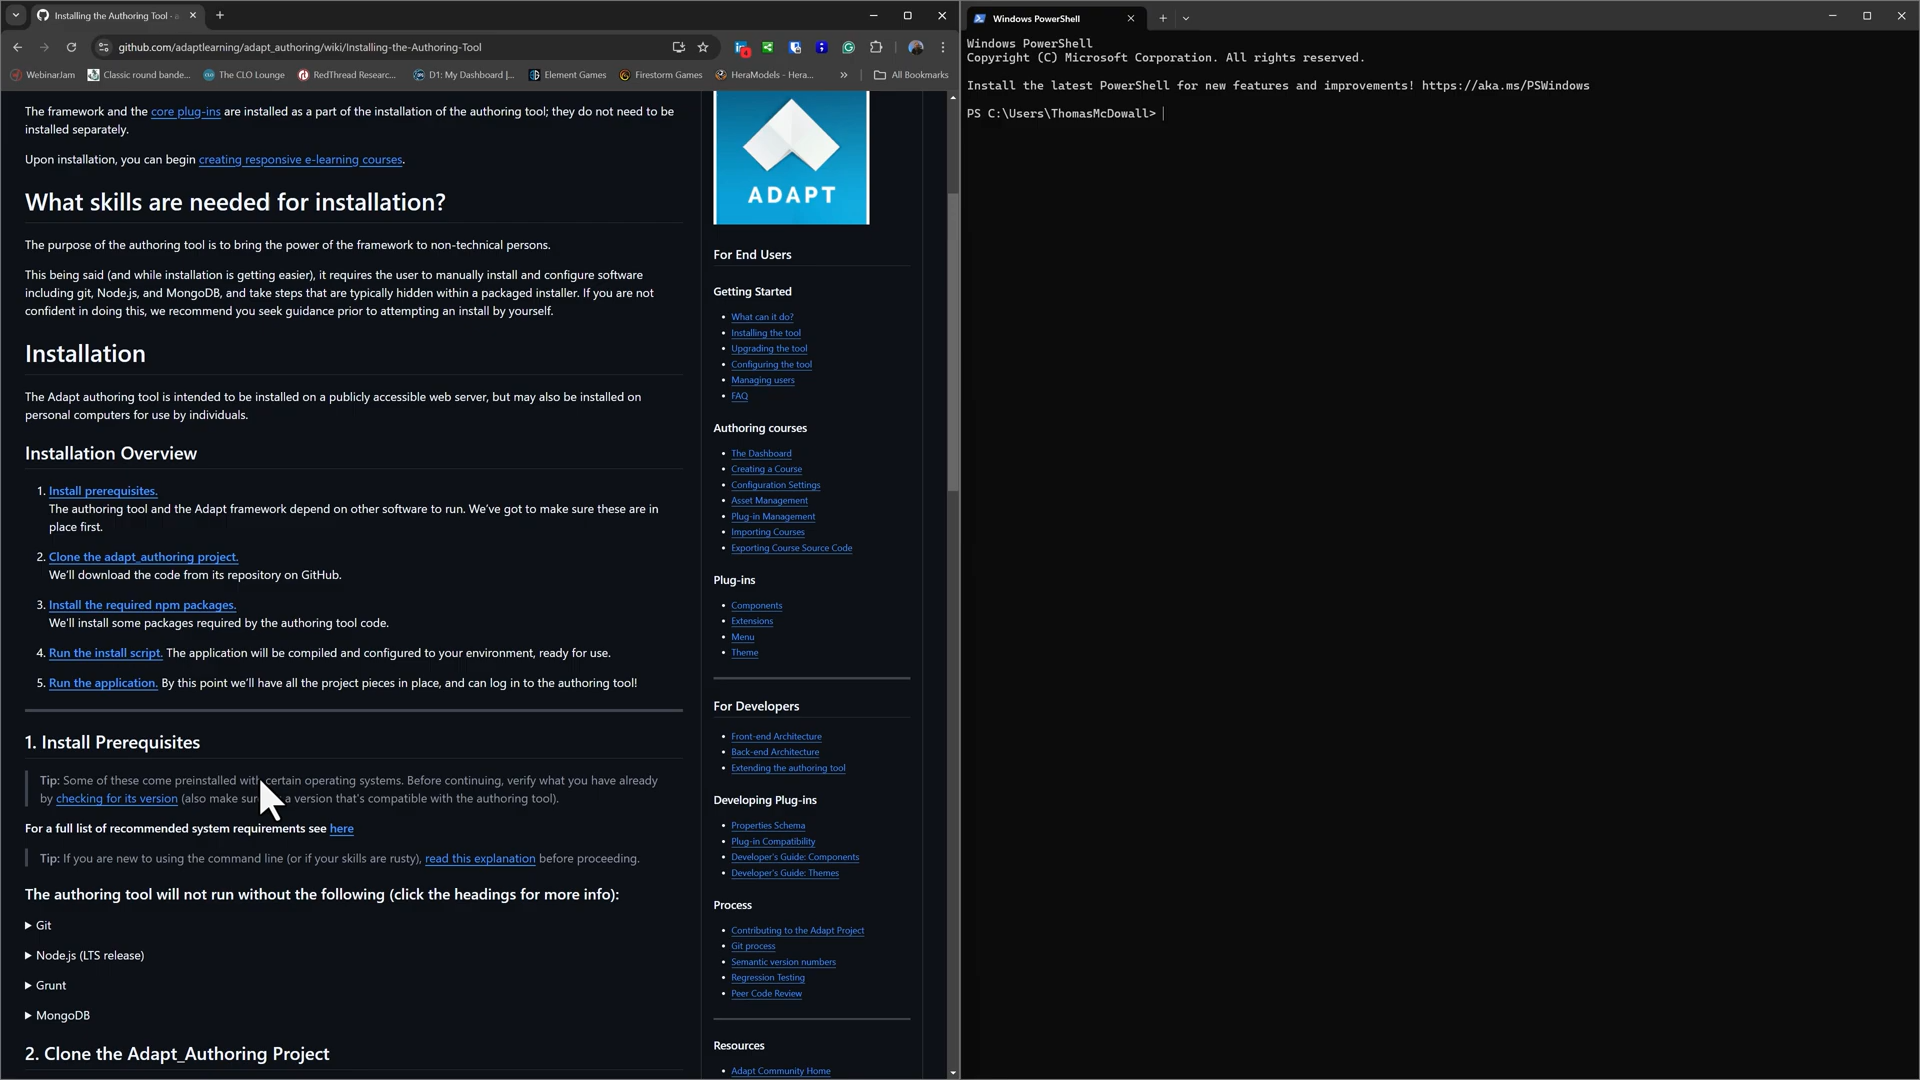 Installing the Authoring Tool - a
github.com/adaptlearning/adapt_authoring/wiki/Installing-the-Authoring-Tool
WebinarJam
Classic round bande...
The CLO Lounge
RedThread Researc...
D1: My Dashboard |...
Element Games
Firestorm Games
HeraModels - Hera...
All Bookmarks
The framework and the core plug-ins are installed as a part of the installation of the authoring tool; they do not need to be
installed separately.
Upon installation, you can begin creating responsive e-learning courses.
What skills are needed for installation?
The purpose of the authoring tool is to bring the power of the framework to non-technical persons.
This being said (and while installation is getting easier), it requires the user to manually install and configure software
including git, Node.js, and MongoDB, and take steps that are typically hidden within a packaged installer. If you are not
confident in doing this, we recommend you seek guidance prior to attempting an install by yourself.
Installation
The Adapt authoring tool is intended to be installed on a publicly accessible web server, but may also be installed on
personal computers for use by individuals.
Installation Overview
1. Install prerequisites.
The authoring tool and the Adapt framework depend on other software to run. We've got to make sure these are in
place first.
2. Clone the adapt_authoring project.
We'll download the code from its repository on GitHub.
3. Install the required npm packages.
We'll install some packages required by the authoring tool code.
4. Run the install script. The application will be compiled and configured to your environment, ready for use.
5. Run the application. By this point we'll have all the project pieces in place, and can log in to the authoring tool!
1. Install Prerequisites
Tip: Some of these come preinstalled with certain operating systems. Before continuing, verify what you have already
by checking for its version (also make sur a version that's compatible with the authoring tool).
For a full list of recommended system requirements see here
Tip: If you are new to using the command line (or if your skills are rusty), read this explanation before proceeding.
The authoring tool will not run without the following (click the headings for more info):
Git
Node.js (LTS release)
Grunt
MongoDB
2. Clone the Adapt_Authoring Project
ADAPT
For End Users
Getting Started
What can it do?
Installing the tool
Upgrading the tool
Configuring the tool
Managing users
FAQ
Authoring courses
The Dashboard
Creating a Course
Configuration Settings
Asset Management
Plug-in Management
Importing Courses
Exporting Course Source Code
Plug-ins
Components
Extensions
Menu
Theme
For Developers
Front-end Architecture
Back-end Architecture
Extending the authoring tool
Developing Plug-ins
Properties Schema
Plug-in Compatibility
Developer's Guide: Components
Developer's Guide: Themes
Process
Contributing to the Adapt Project
Git process
Semantic version numbers
Regression Testing
Peer Code Review
Resources
Adapt Community Home
Windows PowerShell
Windows PowerShell
Copyright (C) Microsoft Corporation. All rights reserved.
Install the latest PowerShell for new features and improvements! https://aka.ms/PSWindows
PS C:\Users\ThomasMcDowall>